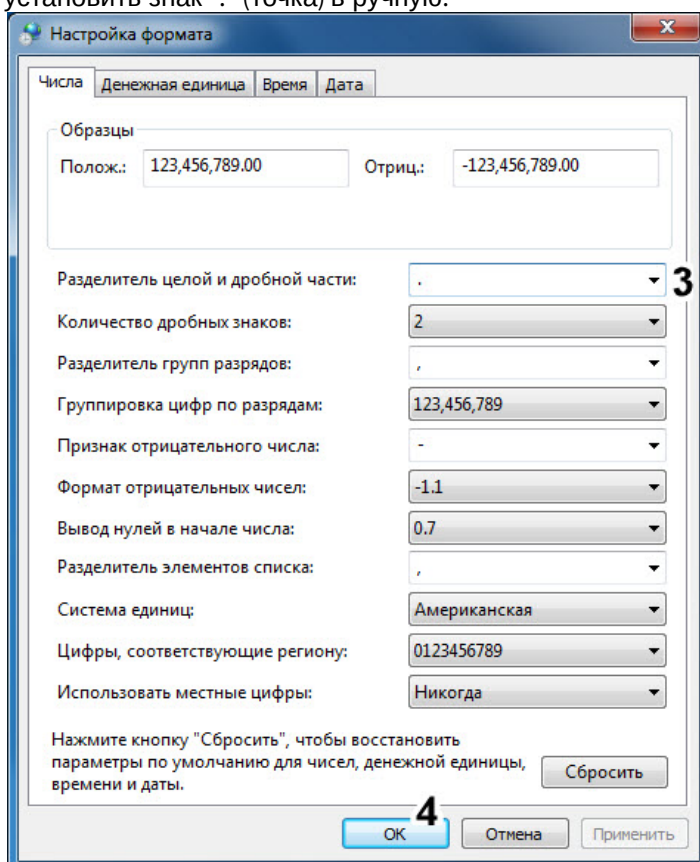 установить знак "." (точка) в ручную.
Настройка формата
Числа Денежная единица Время Дата
Образцы
Полож.: 123,456,789.00 Отриц.: -123,456,789.00
Разделитель целой и дробной части: . 3
Количество дробных знаков: 2
Разделитель групп разрядов: ,
Группировка цифр по разрядам: 123,456,789
Признак отрицательного числа: -
Формат отрицательных чисел: -1.1
Вывод нулей в начале числа: 0.7
Разделитель элементов списка: ,
Система единиц: Американская
Цифры, соответствующие региону: 0123456789
Использовать местные цифры: Никогда
Нажмите кнопку "Сбросить", чтобы восстановить
параметры по умолчанию для чисел, денежной единицы,
времени и даты.
Сбросить
4
ОК Отмена Применить